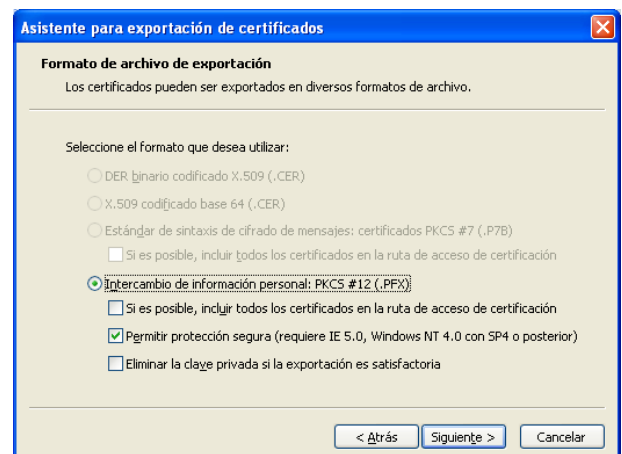 Asistente para exportación de certificados
Formato de archivo de exportación
Los certificados pueden ser exportados en diversos formatos de archivo.
Seleccione el formato que desea utilizar:
DER binario codificado X.509 (.CER)
X.509 codificado base 64 (.CER)
Estándar de sintaxis de cifrado de mensajes: certificados PKCS #7 (.P7B)
Si es posible, incluir todos los certificados en la ruta de acceso de certificación
Intercambio de información personal: PKCS #12 (.PFX)
Si es posible, incluir todos los certificados en la ruta de acceso de certificación
Permitir protección segura (requiere IE 5.0, Windows NT 4.0 con SP4 o posterior)
Eliminar la clave privada si la exportación es satisfactoria
< Atrás Siguiente > Cancelar